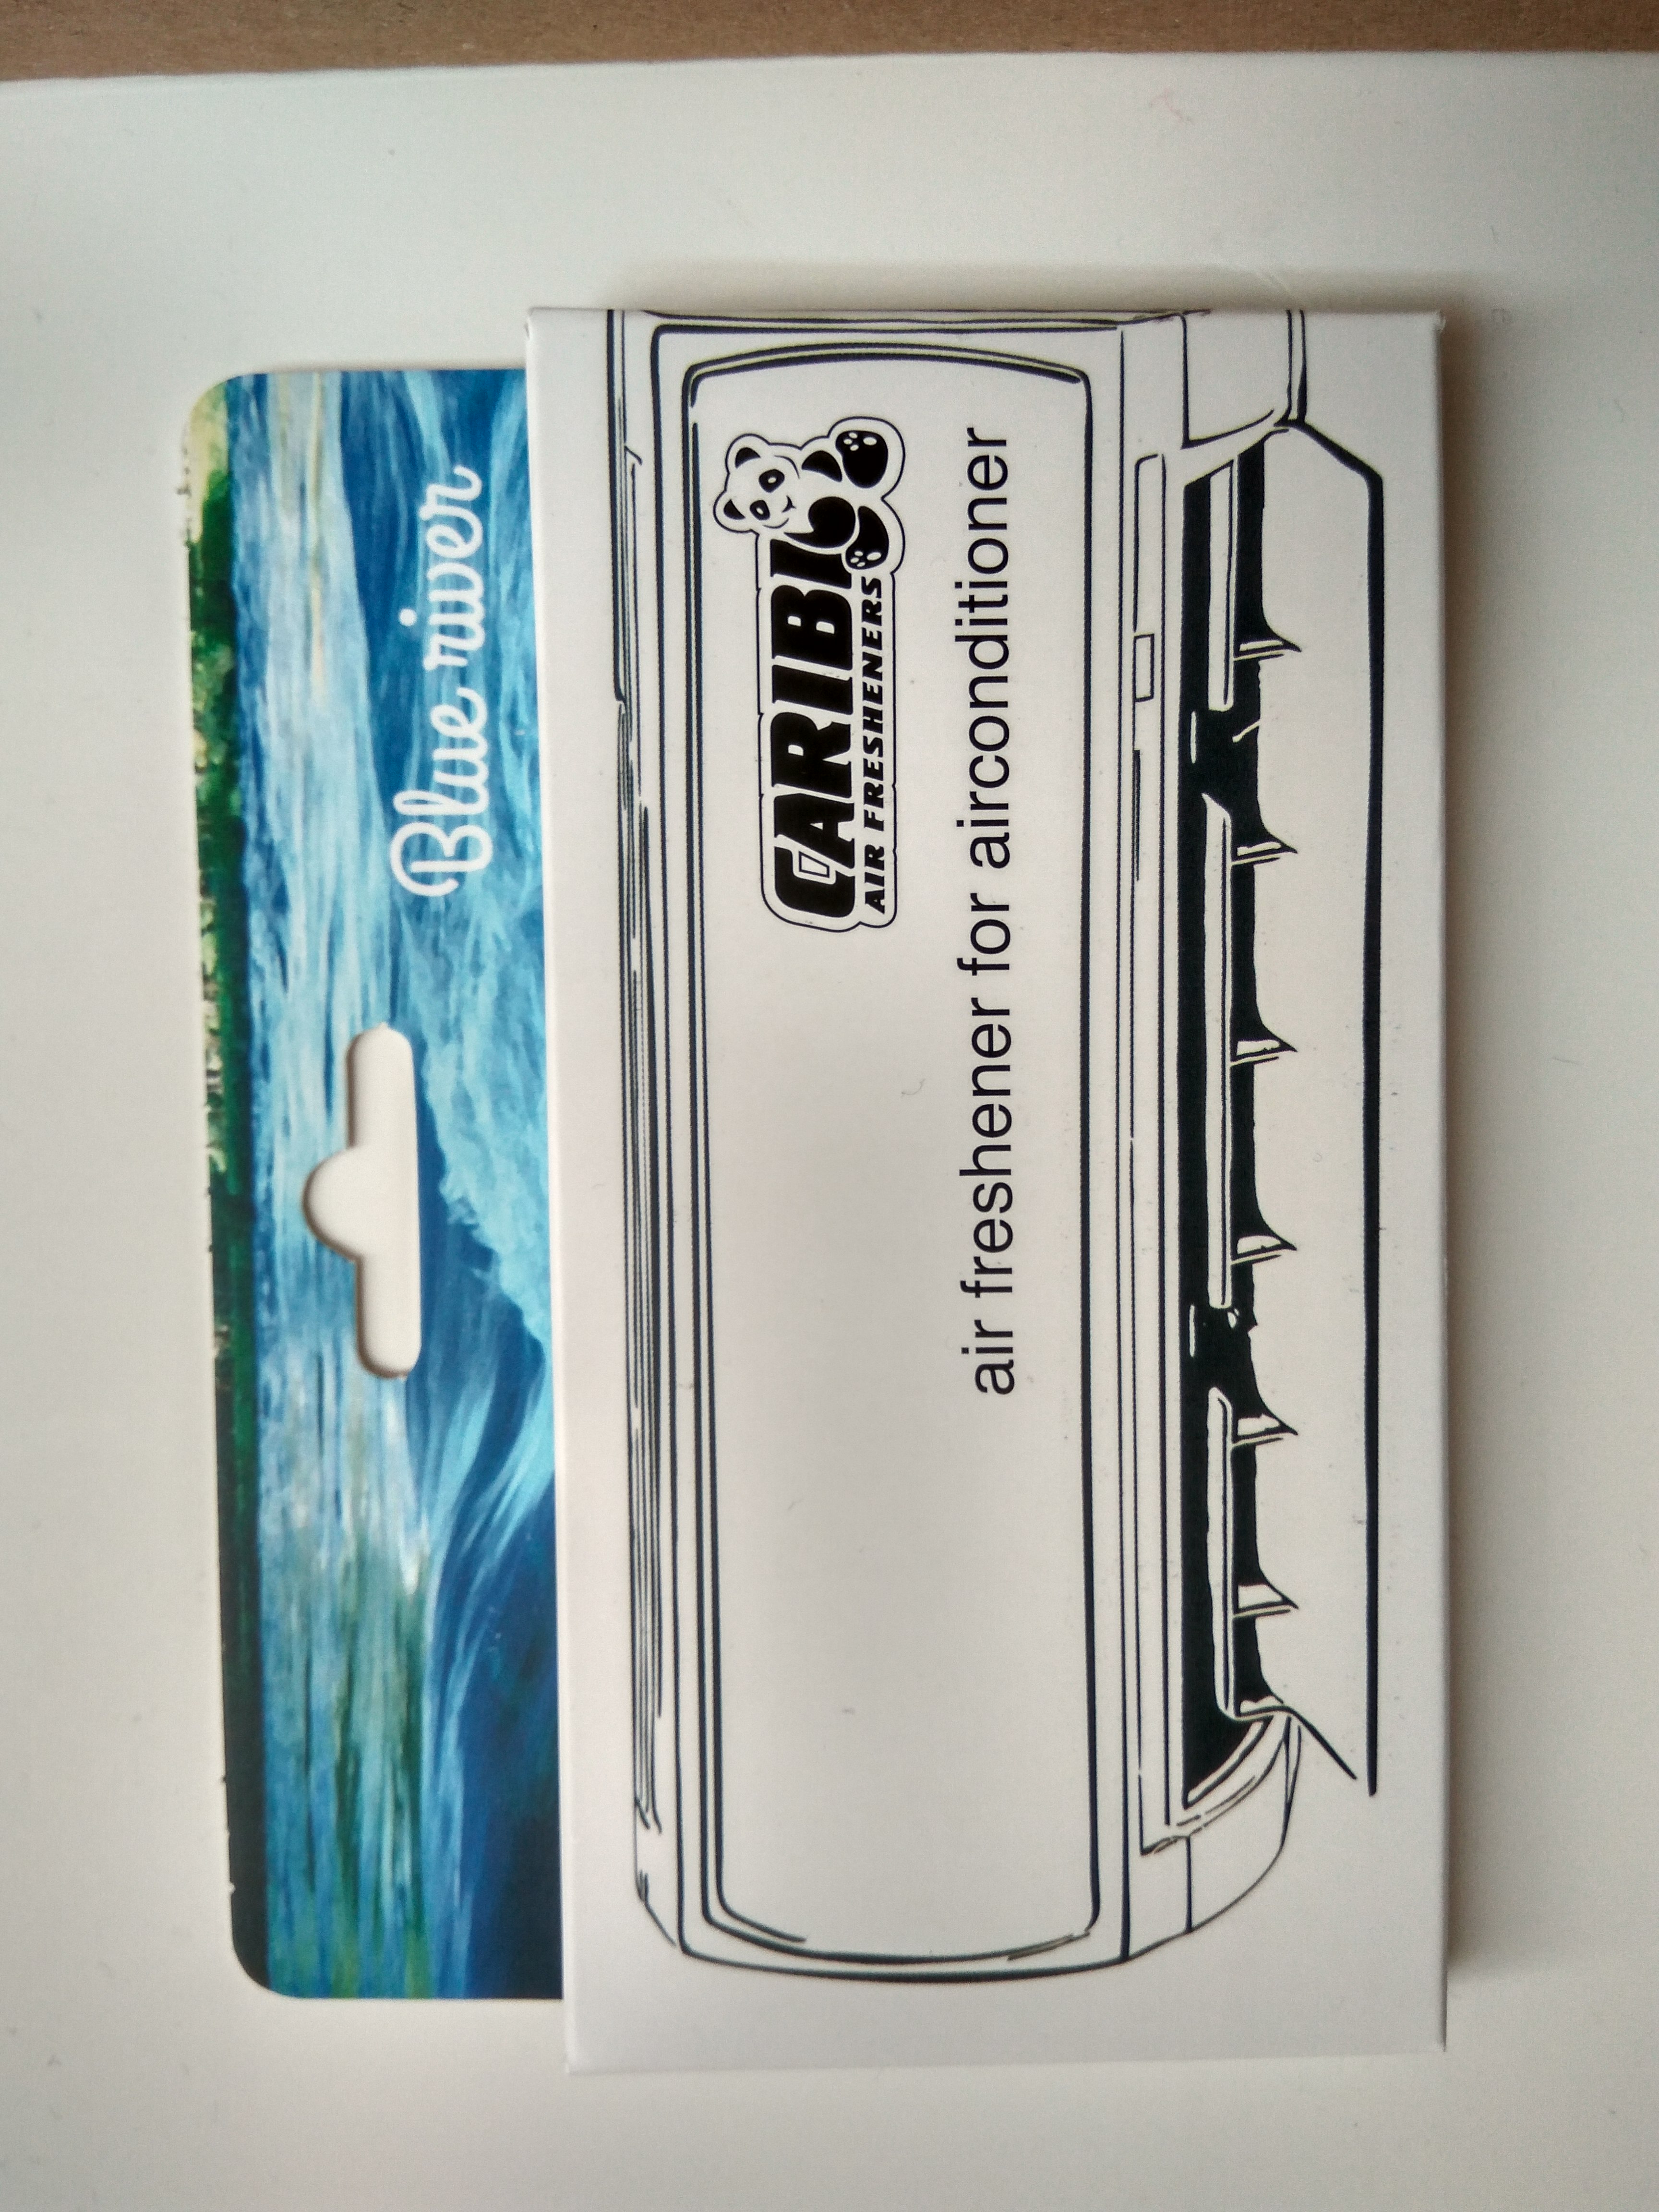 Blue river
CARIBI
AIR FRESHENERS
air freshener for airconditioner